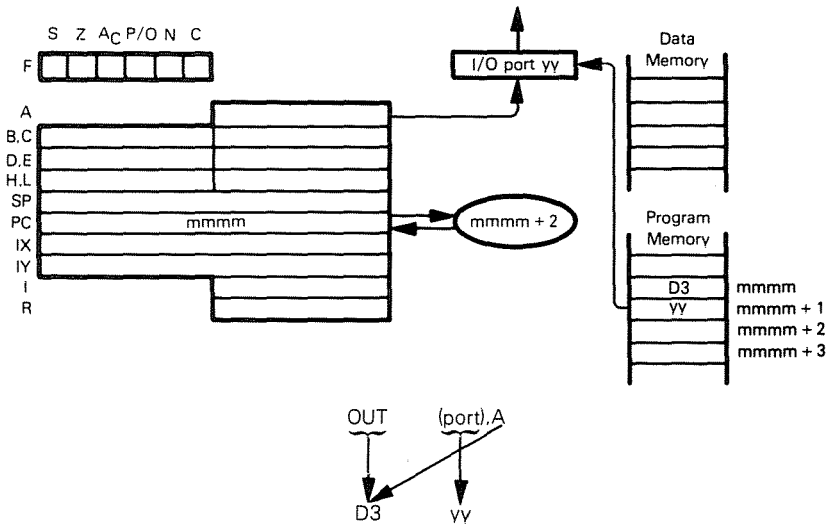 S Z AC P/O N C
F
I/O port yy
Data
Memory
A
B,C
D,E
H,L
SP
PC mmmm
mmmm + 2
IX
IY
I
R
Program
Memory
D3 mmmm
yy mmmm + 1
mmmm + 2
mmmm + 3
OUT (port),A
D3 yy